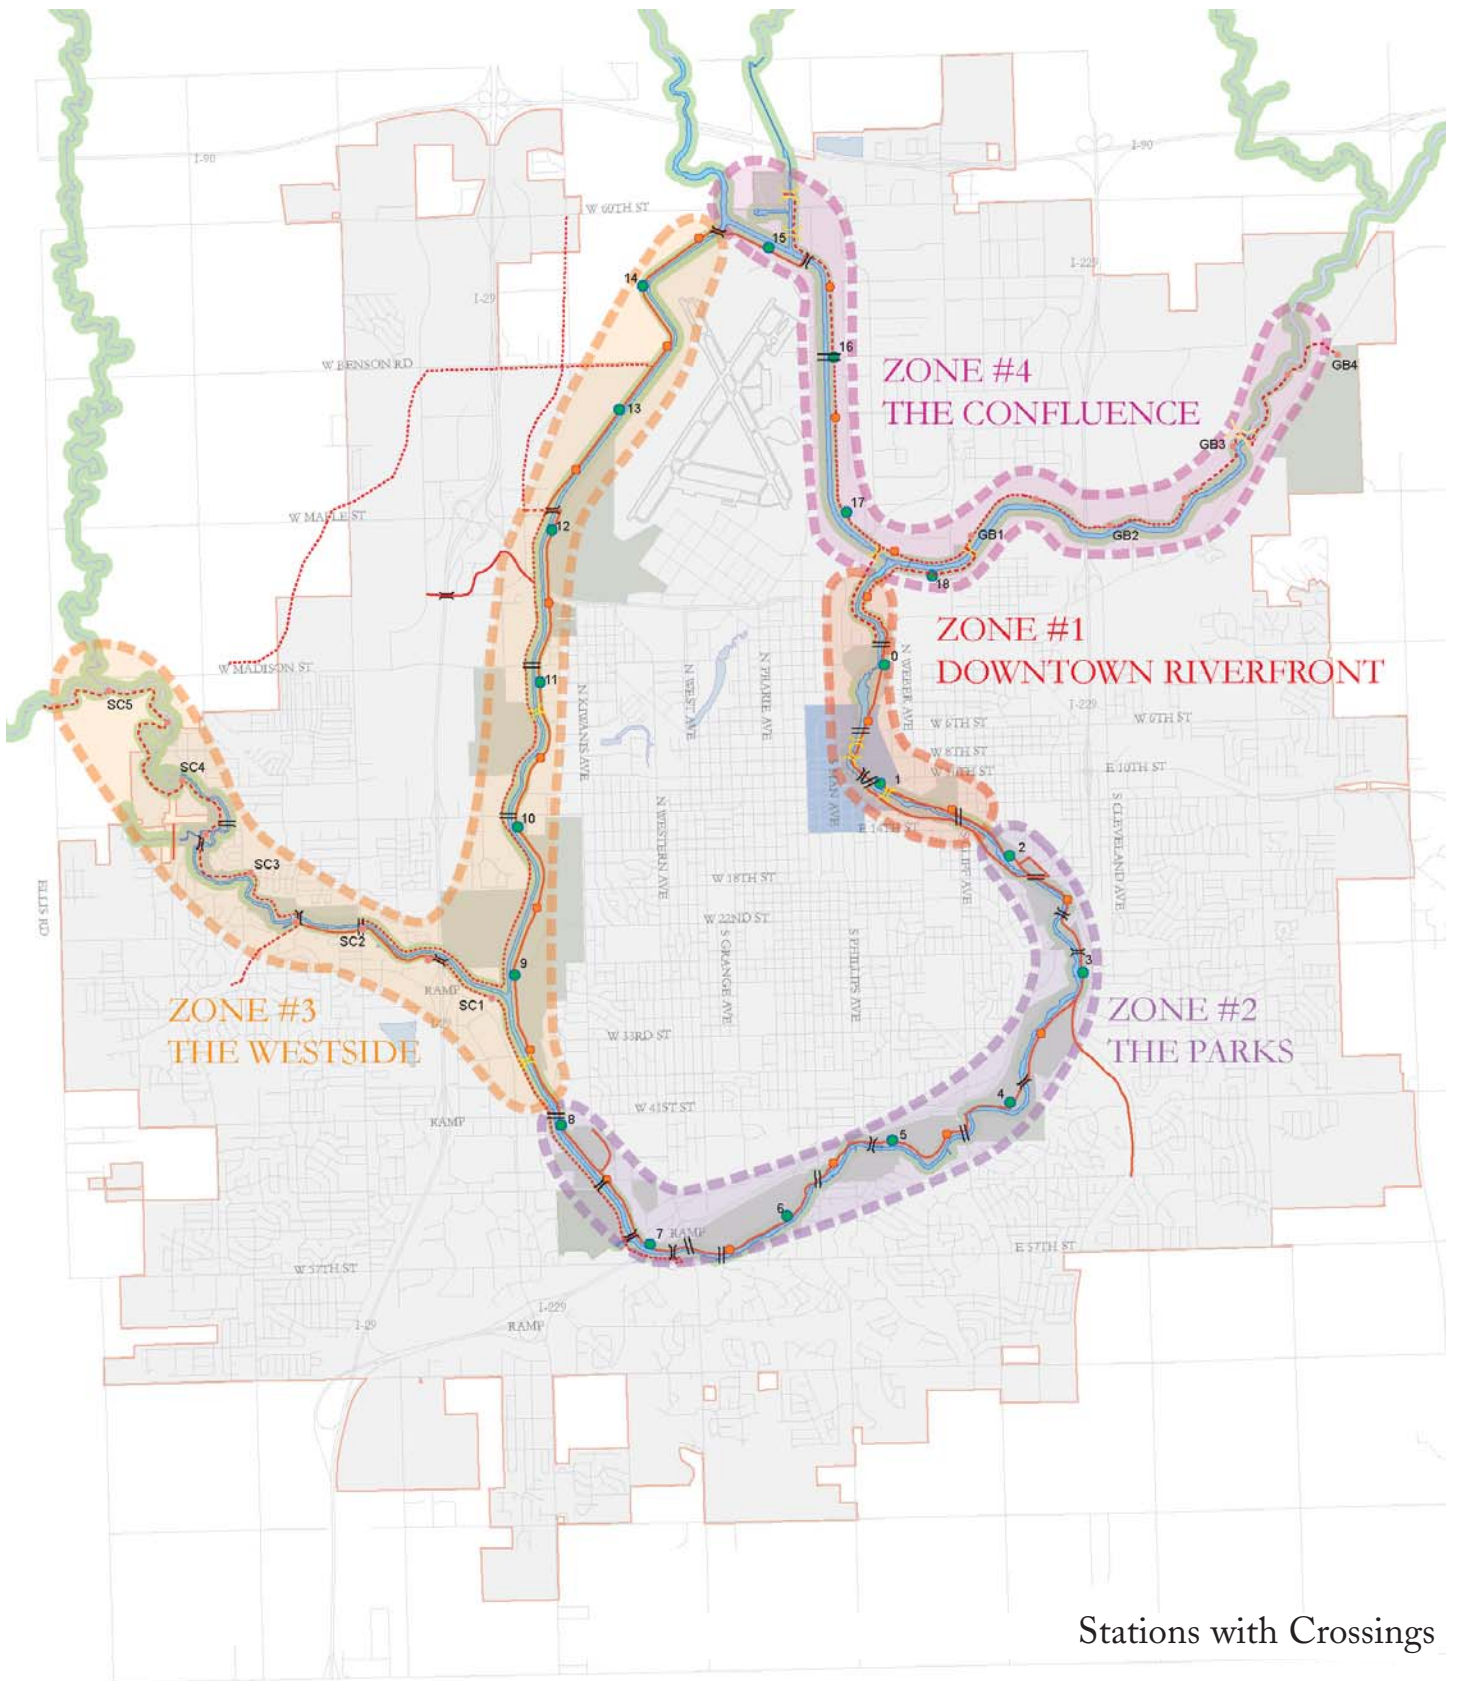 I-90
I-90
W 60TH ST
15
I-229
14
I-29
16
W BENSON RD
GB4
ZONE #4
THE CONFLUENCE
13
GB3
W MAPLE ST
17
12
GB1
GB2
18
ZONE #1
DOWNTOWN RIVERFRONT
0
N WEBER AVE
W MADISON ST
N WEST AVE
N PRARIE AVE
11
N KIWANIS AVE
SC5
I-229
W 6TH ST
W 6TH ST
W 8TH ST
SC4
E 10TH ST
1
10
N WESTERN AVE
E 14TH ST
S CLEVELAND AVE
2
SC3
W 18TH ST
ELLIS RD
W 22ND ST
SC2
S GRANGE AVE
S PHILLIPS AVE
3
9
RAMP
SC1
ZONE #3
THE WESTSIDE
ZONE #2
THE PARKS
W 33RD ST
4
W 41ST ST
RAMP
8
5
6
7
RAMP
E 57TH ST
W 57TH ST
I-229
I-29
RAMP
Stations with Crossings